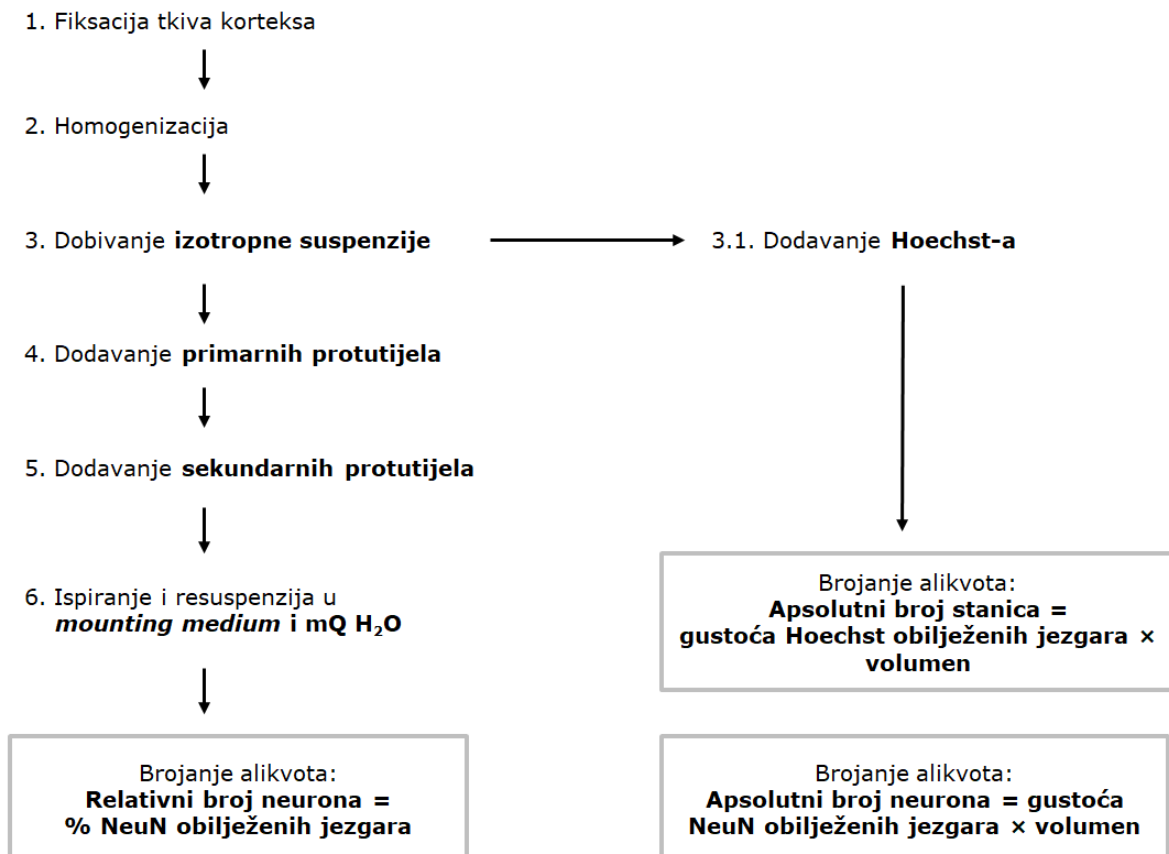 1. Fiksacija tkiva korteksa
2. Homogenizacija
3. Dobivanje izotropne suspenzije
3.1. Dodavanje Hoechst-a
4. Dodavanje primarnih protutijela
5. Dodavanje sekundarnih protutijela
6. Ispiranje i resuspenzija u
mounting medium i mQ H₂O
Brojanje alikvota:
Apsolutni broj stanica =
gustoća Hoechst obilježenih jezgara ×
volumen
Brojanje alikvota:
Relativni broj neurona =
% NeuN obilježenih jezgara
Brojanje alikvota:
Apsolutni broj neurona = gustoća
NeuN obilježenih jezgara × volumen